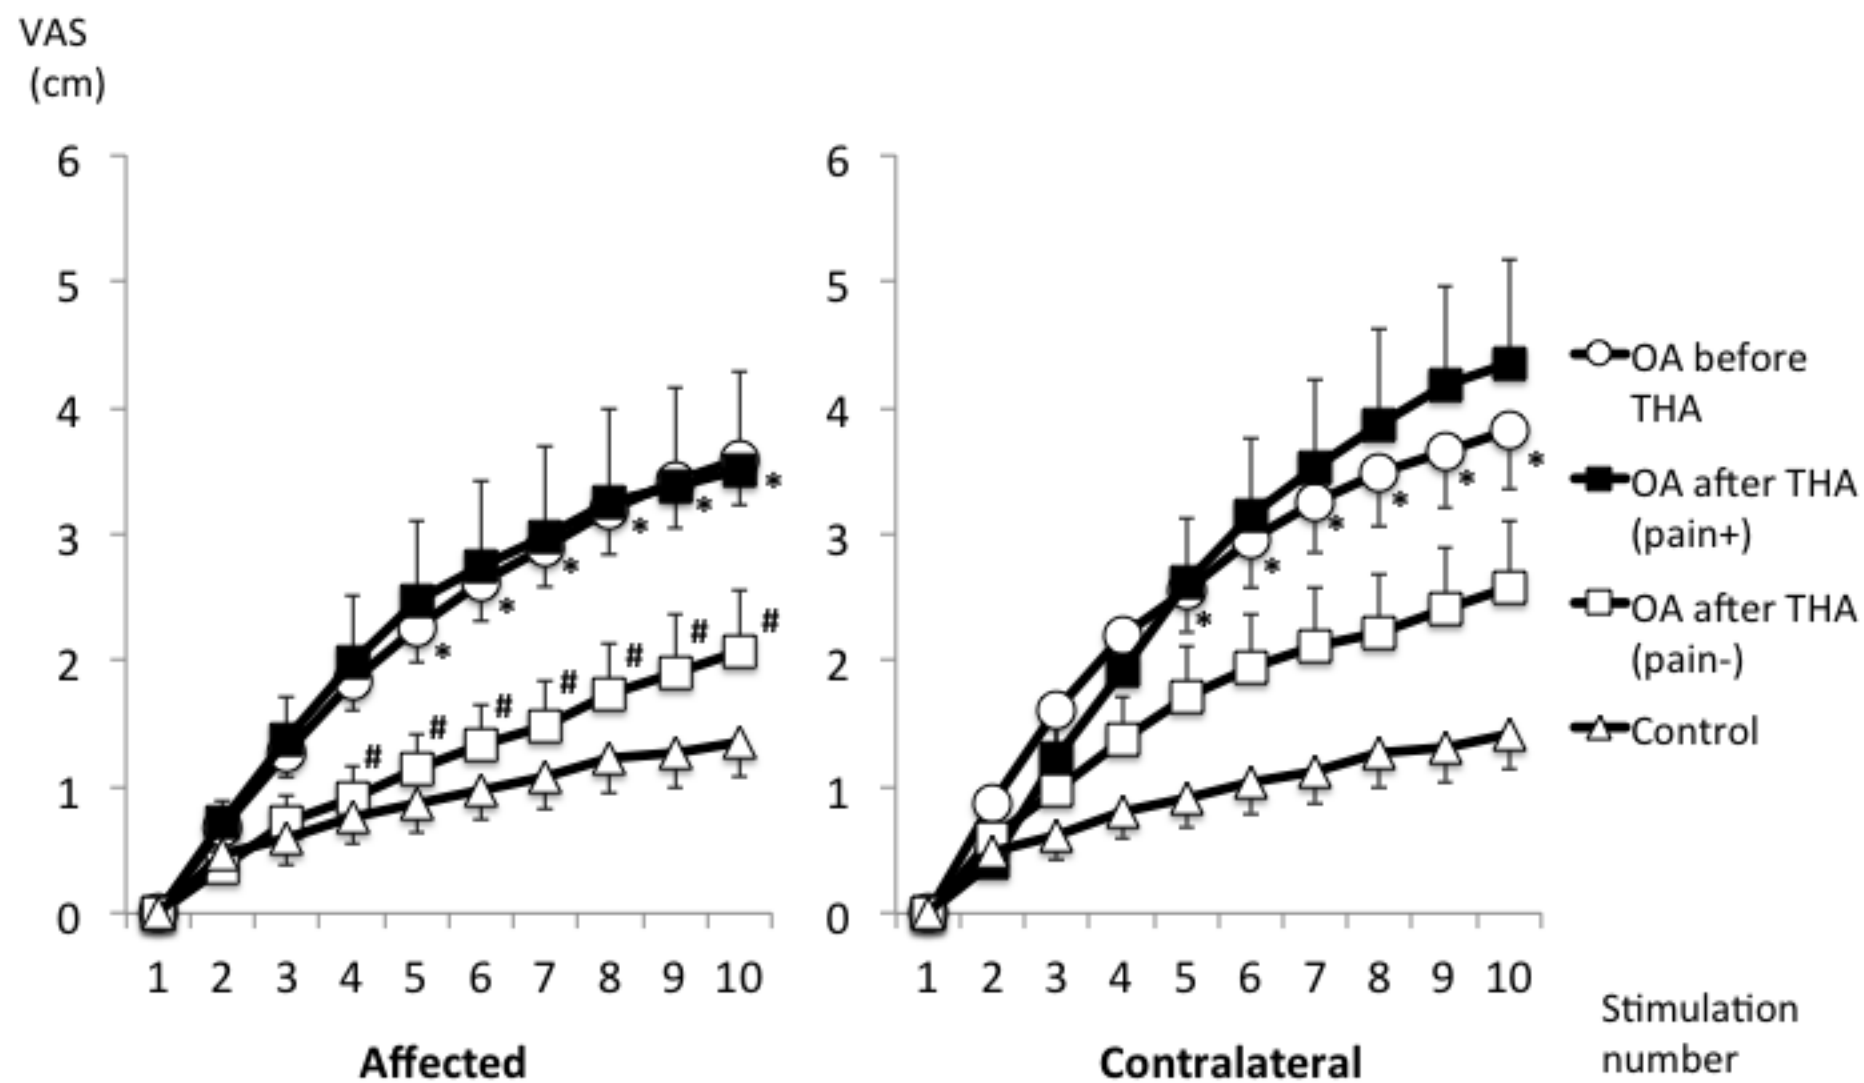 VAS
(cm)
6
5
4
3
2
1
0
*
*
*
*
*
*
#
#
#
#
#
#
#
1 2 3 4 5 6 7 8 9 10
Affected
6
5
4
3
2
1
0
*
*
*
*
*
*
1 2 3 4 5 6 7 8 9 10
Contralateral
OA before
THA
OA after THA
(pain+)
OA after THA
(pain-)
Control
Stimulation
number